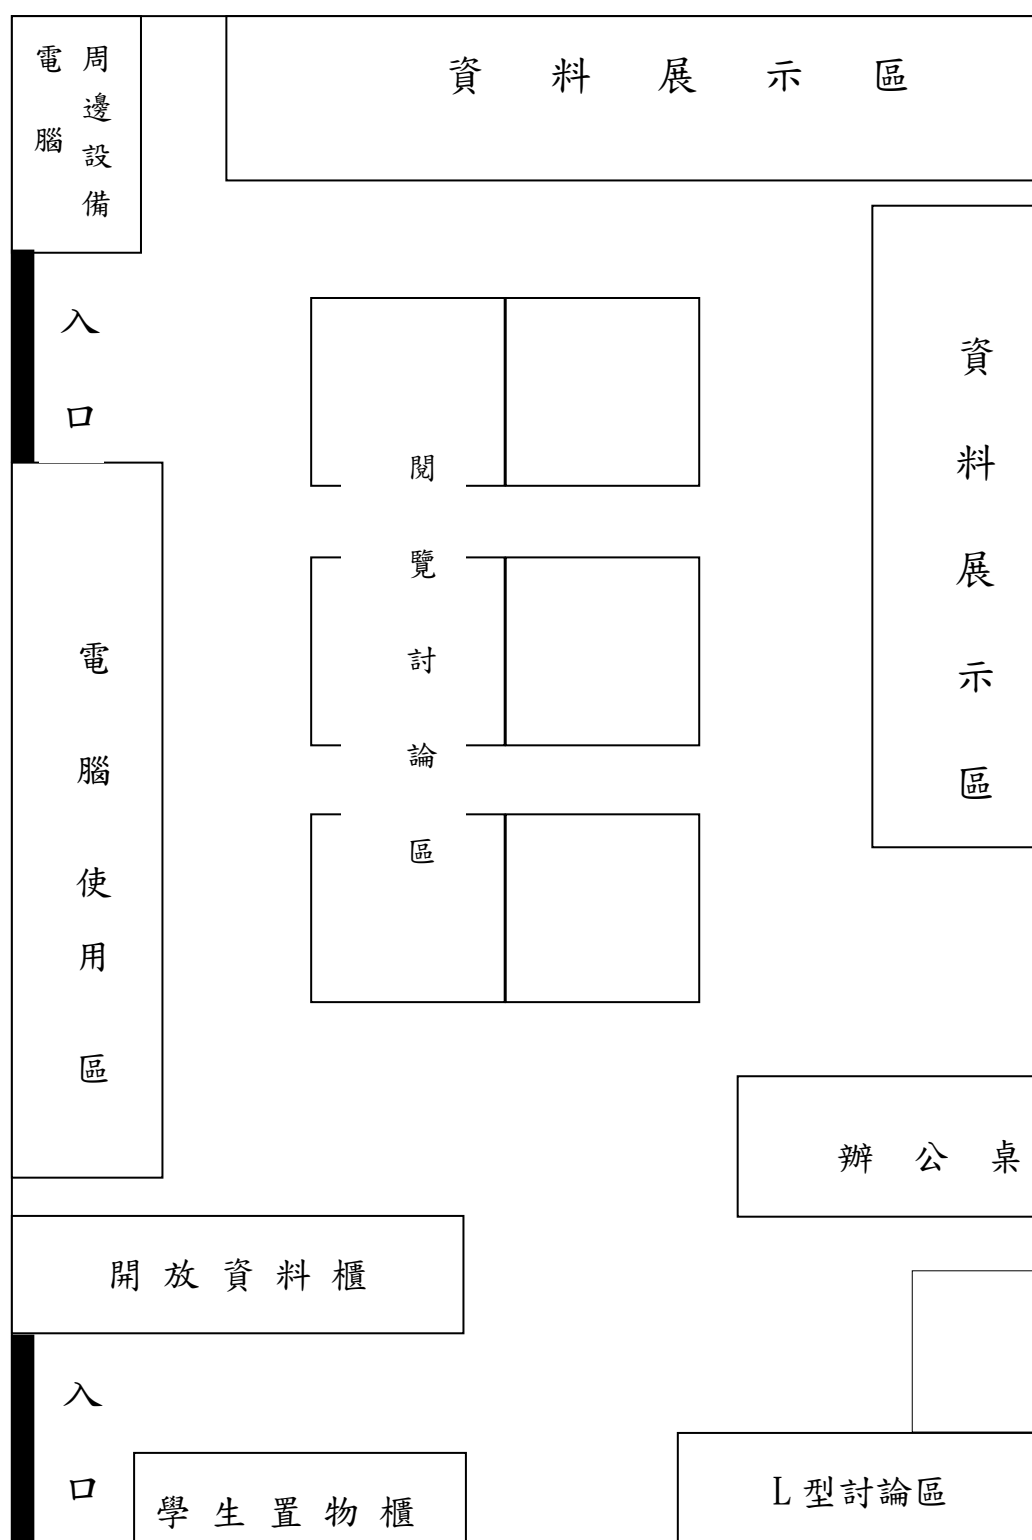 電腦
周邊設備
資料展示區
入口
資料展示區
閱覽討論區
電腦使用區
辦公桌
開放資料櫃
入口
學生置物櫃
L型討論區